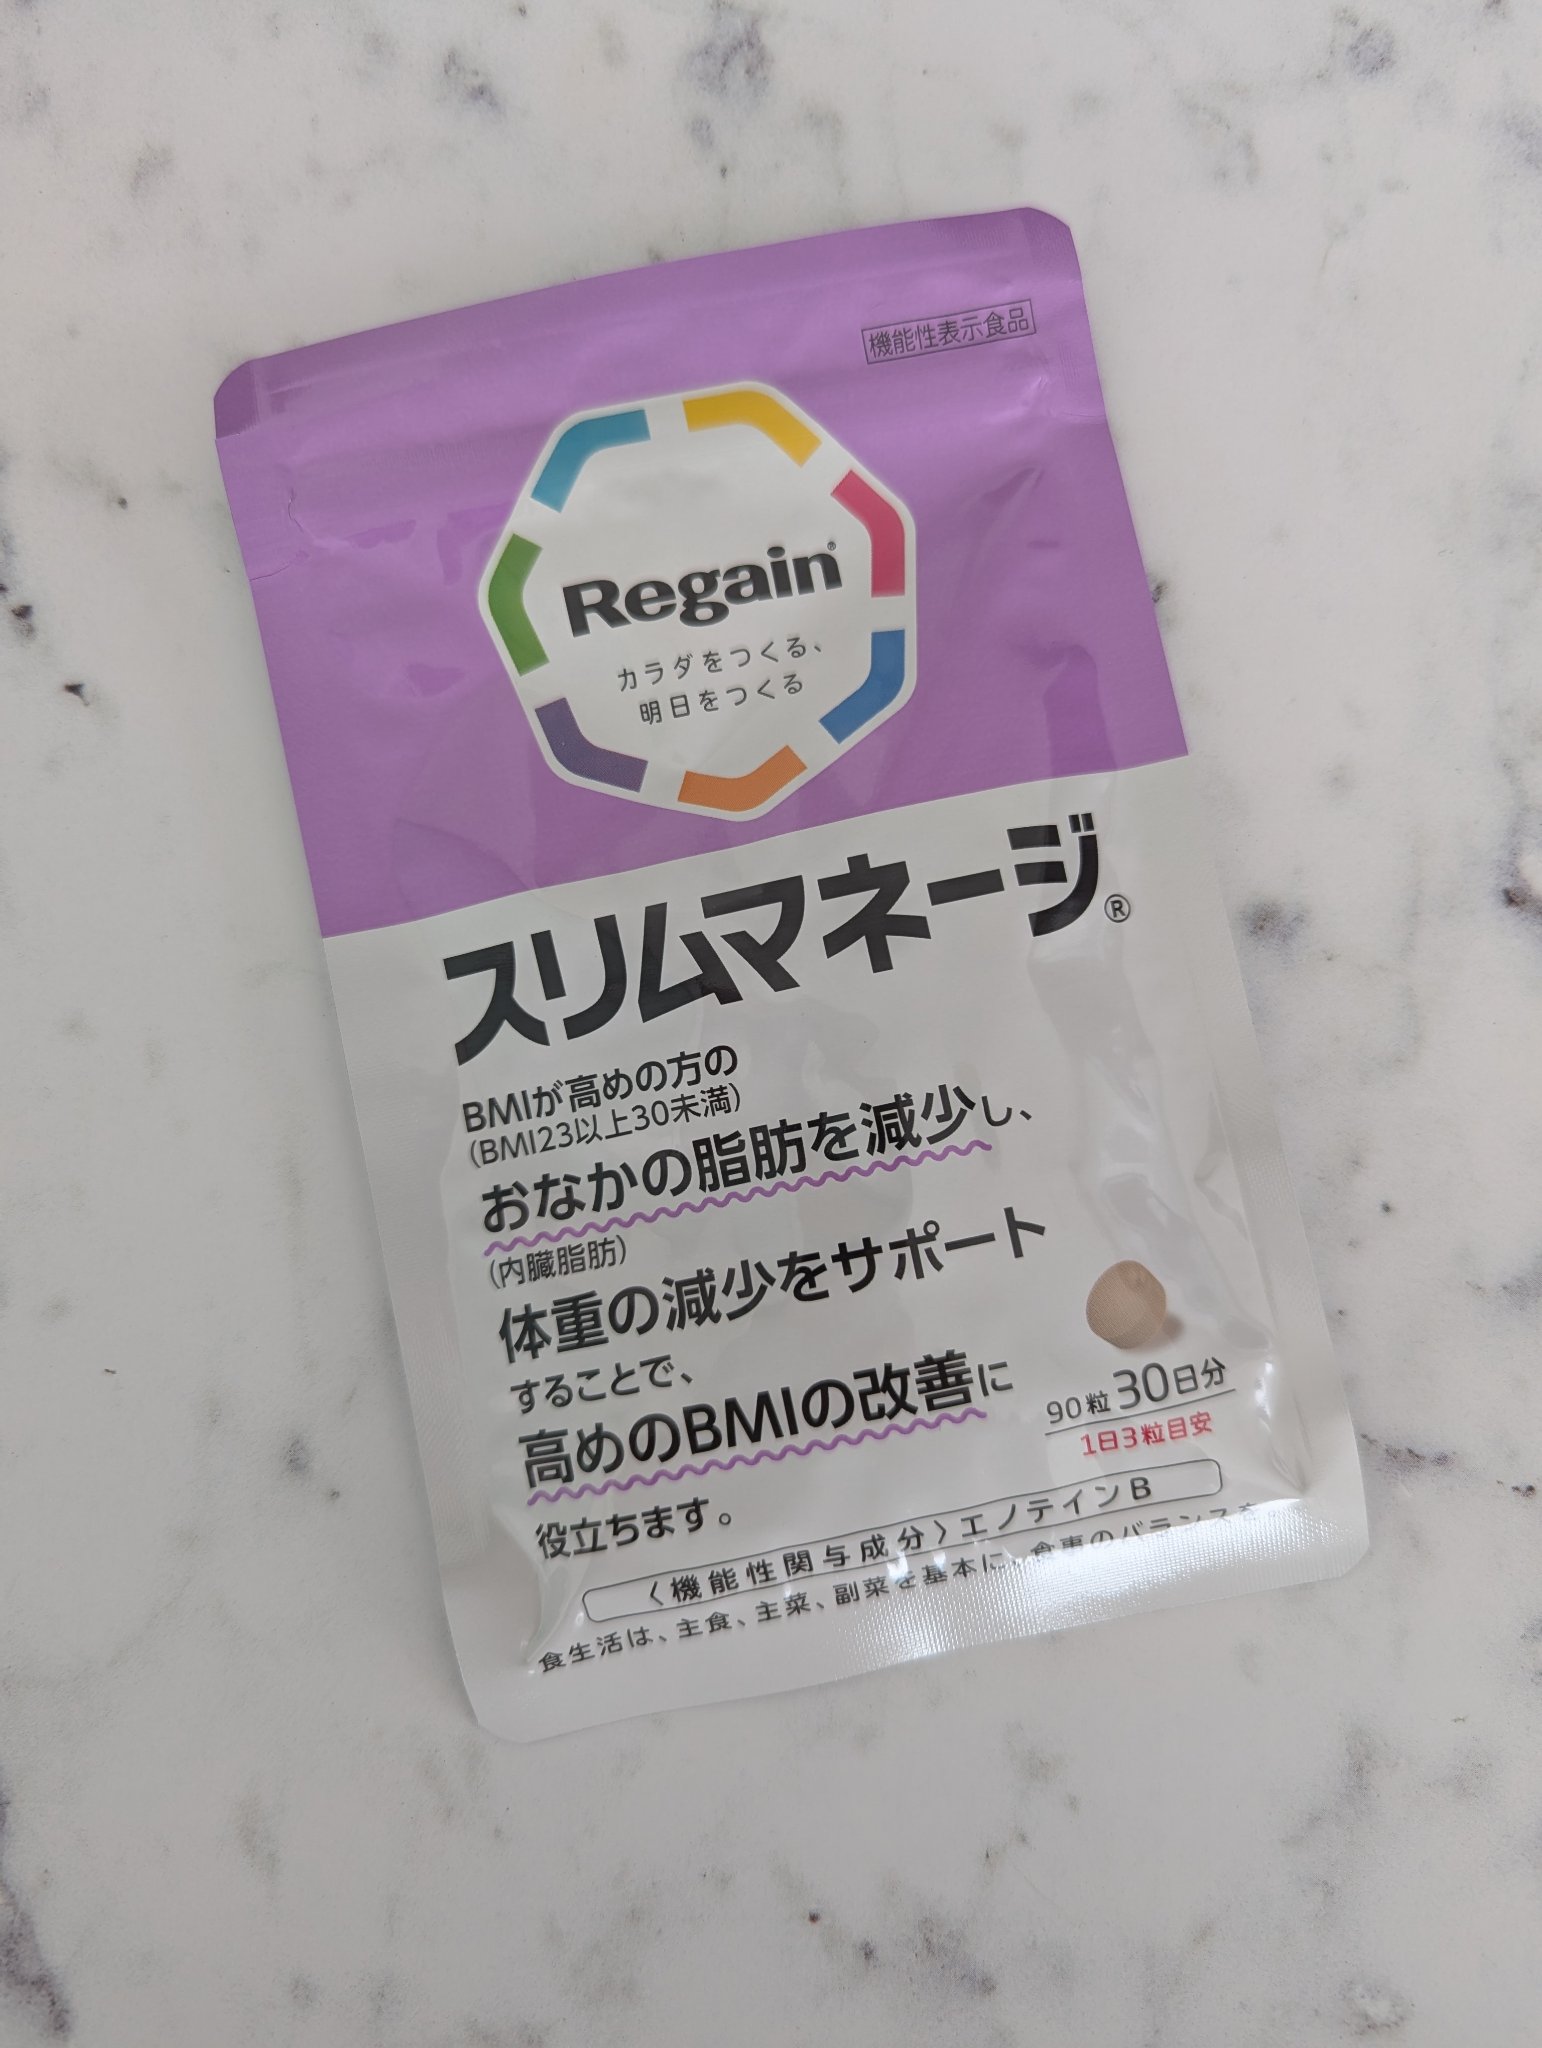 機能性表示食品
Regain®
カラダをつくる、
明日をつくる
スリムマネージ®
BMIが高めの方の
(BMI23以上30未満)
おなかの脂肪を減少し、
(内臓脂肪)
体重の減少をサポート
することで、
高めのBMIの改善に
役立ちます。
90粒30日分
1日3粒目安
〈機能性関与成分〉エノテインB
食生活は、主食、主菜、副菜を基本に、食事のバランスを